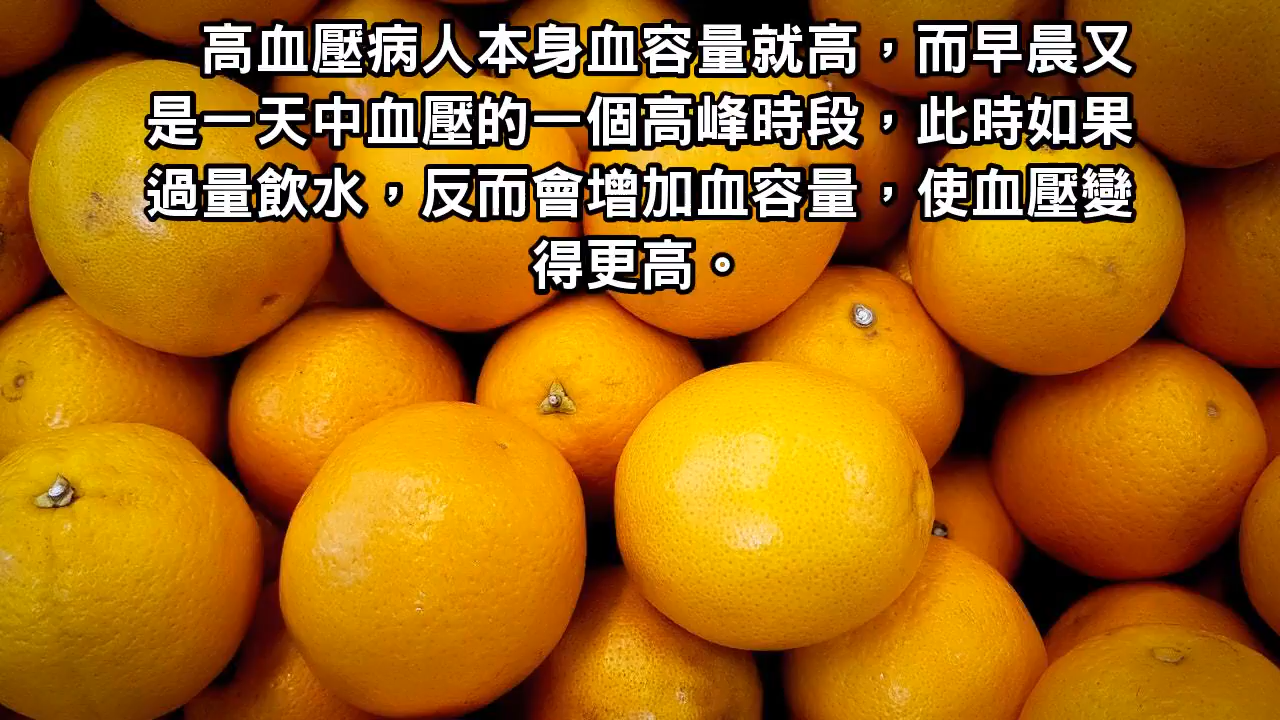 高血壓病人本身血容量就高，而早晨又
是一天中血壓的一個高峰時段，此時如果
過量飲水，反而會增加血容量，使血壓變
得更高。